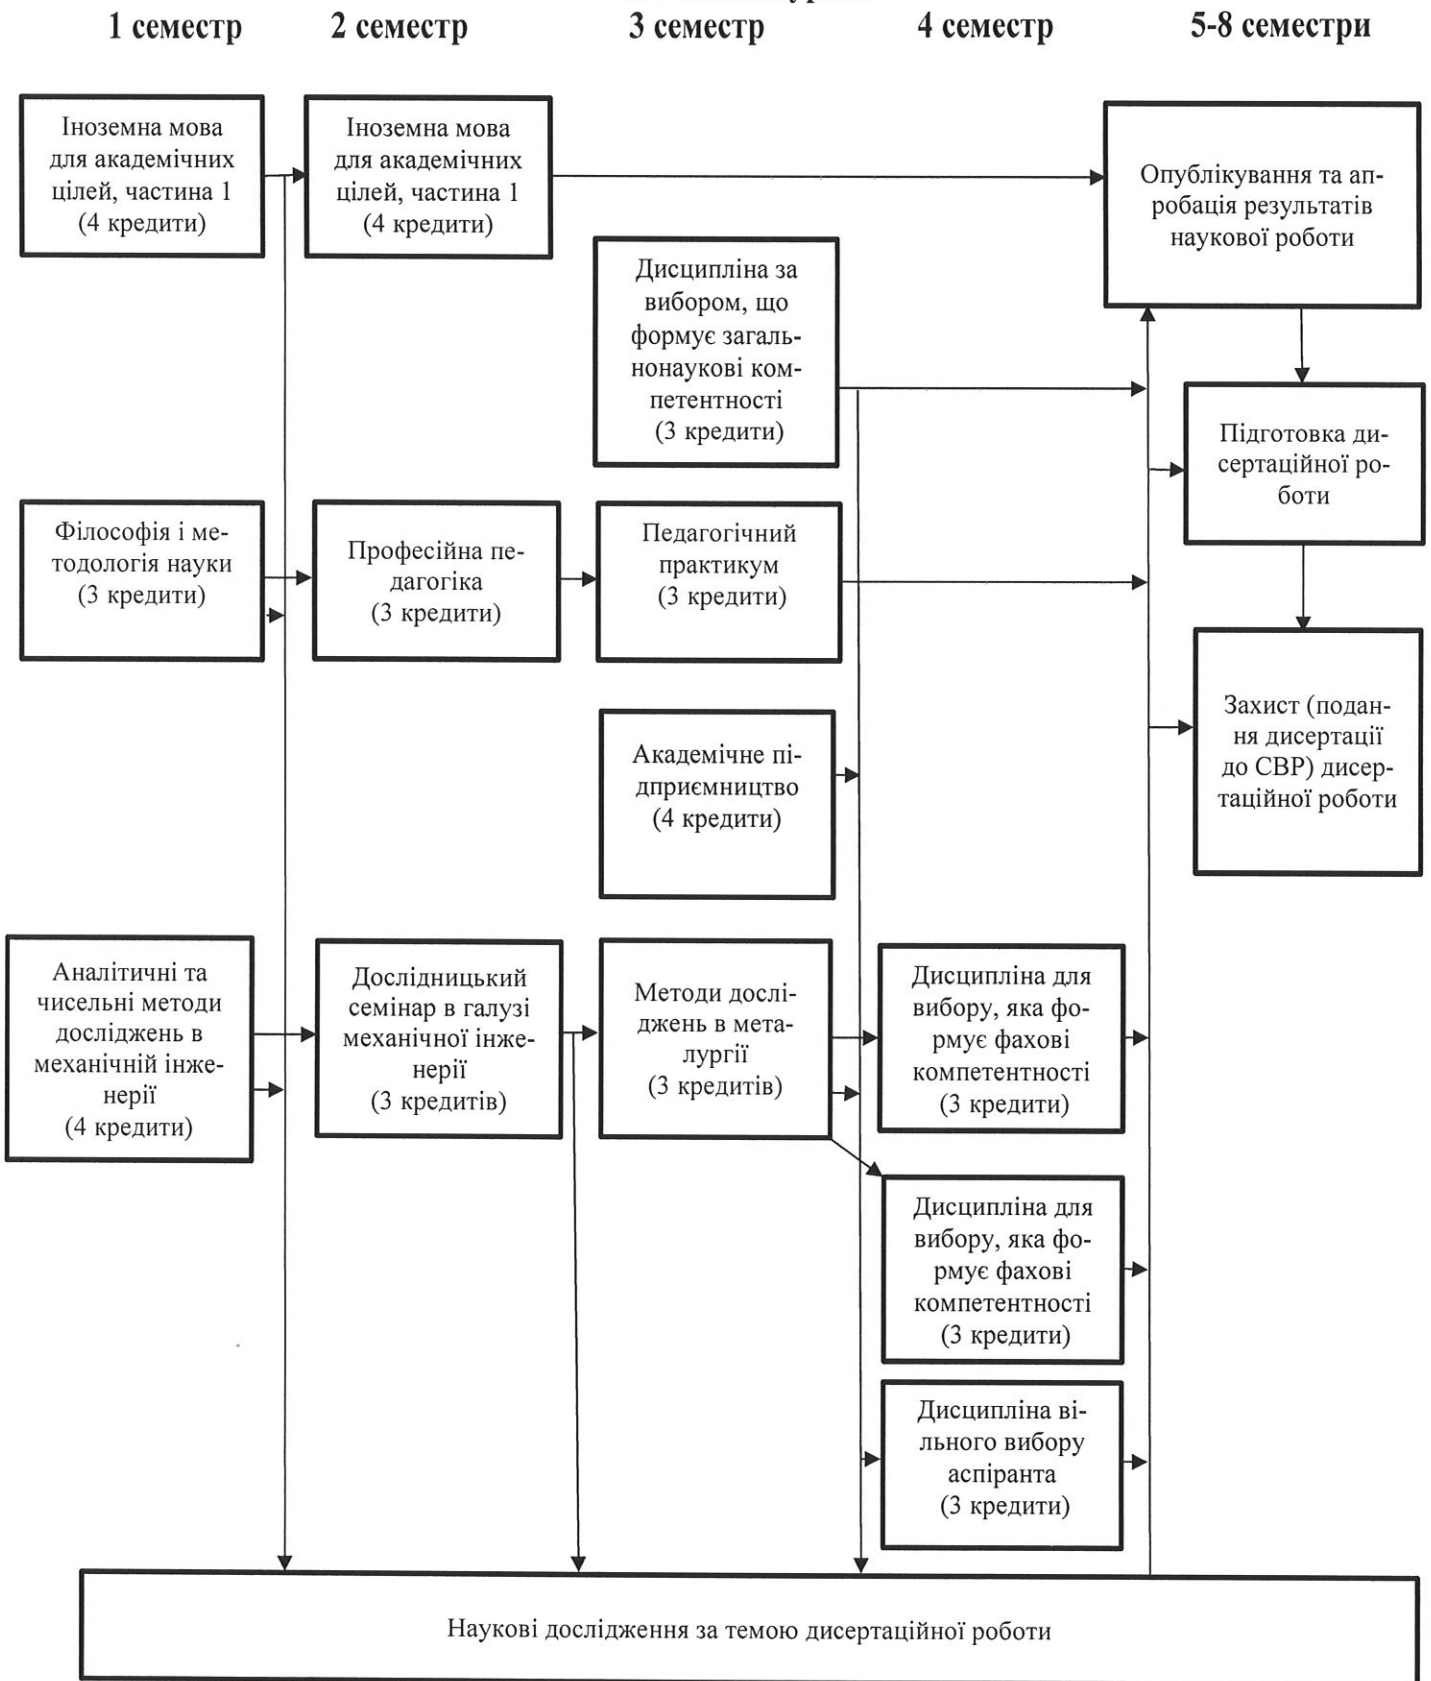 1 семестр
2 семестр
3 семестр
4 семестр
5-8 семестри
Іноземна мова
для академічних
цілей, частина 1
(4 кредити)
Іноземна мова
для академічних
цілей, частина 1
(4 кредити)
Опублікування та ап-
робація результатів
наукової роботи
Дисципліна за
вибором, що
формує загаль-
нонаукові ком-
петентності
(3 кредити)
Підготовка ди-
сертаційної ро-
боти
Філософія і ме-
тодологія науки
(3 кредити)
Професійна пе-
дагогіка
(3 кредити)
Педагогічний
практикум
(3 кредити)
Академічне пі-
дприємництво
(4 кредити)
Захист (подан-
ня дисертації
до СВР) дисер-
таційної роботи
Аналітичні та
чисельні методи
досліджень в
механічній інже-
нерії
(4 кредити)
Дослідницький
семінар в галузі
механічної інже-
нерії
(3 кредитів)
Методи дослі-
джень в мета-
лургії
(3 кредитів)
Дисципліна для
вибору, яка фо-
рмує фахові
компетентності
(3 кредити)
Дисципліна для
вибору, яка фо-
рмує фахові
компетентності
(3 кредити)
Дисципліна ві-
льного вибору
аспіранта
(3 кредити)
Наукові дослідження за темою дисертаційної роботи